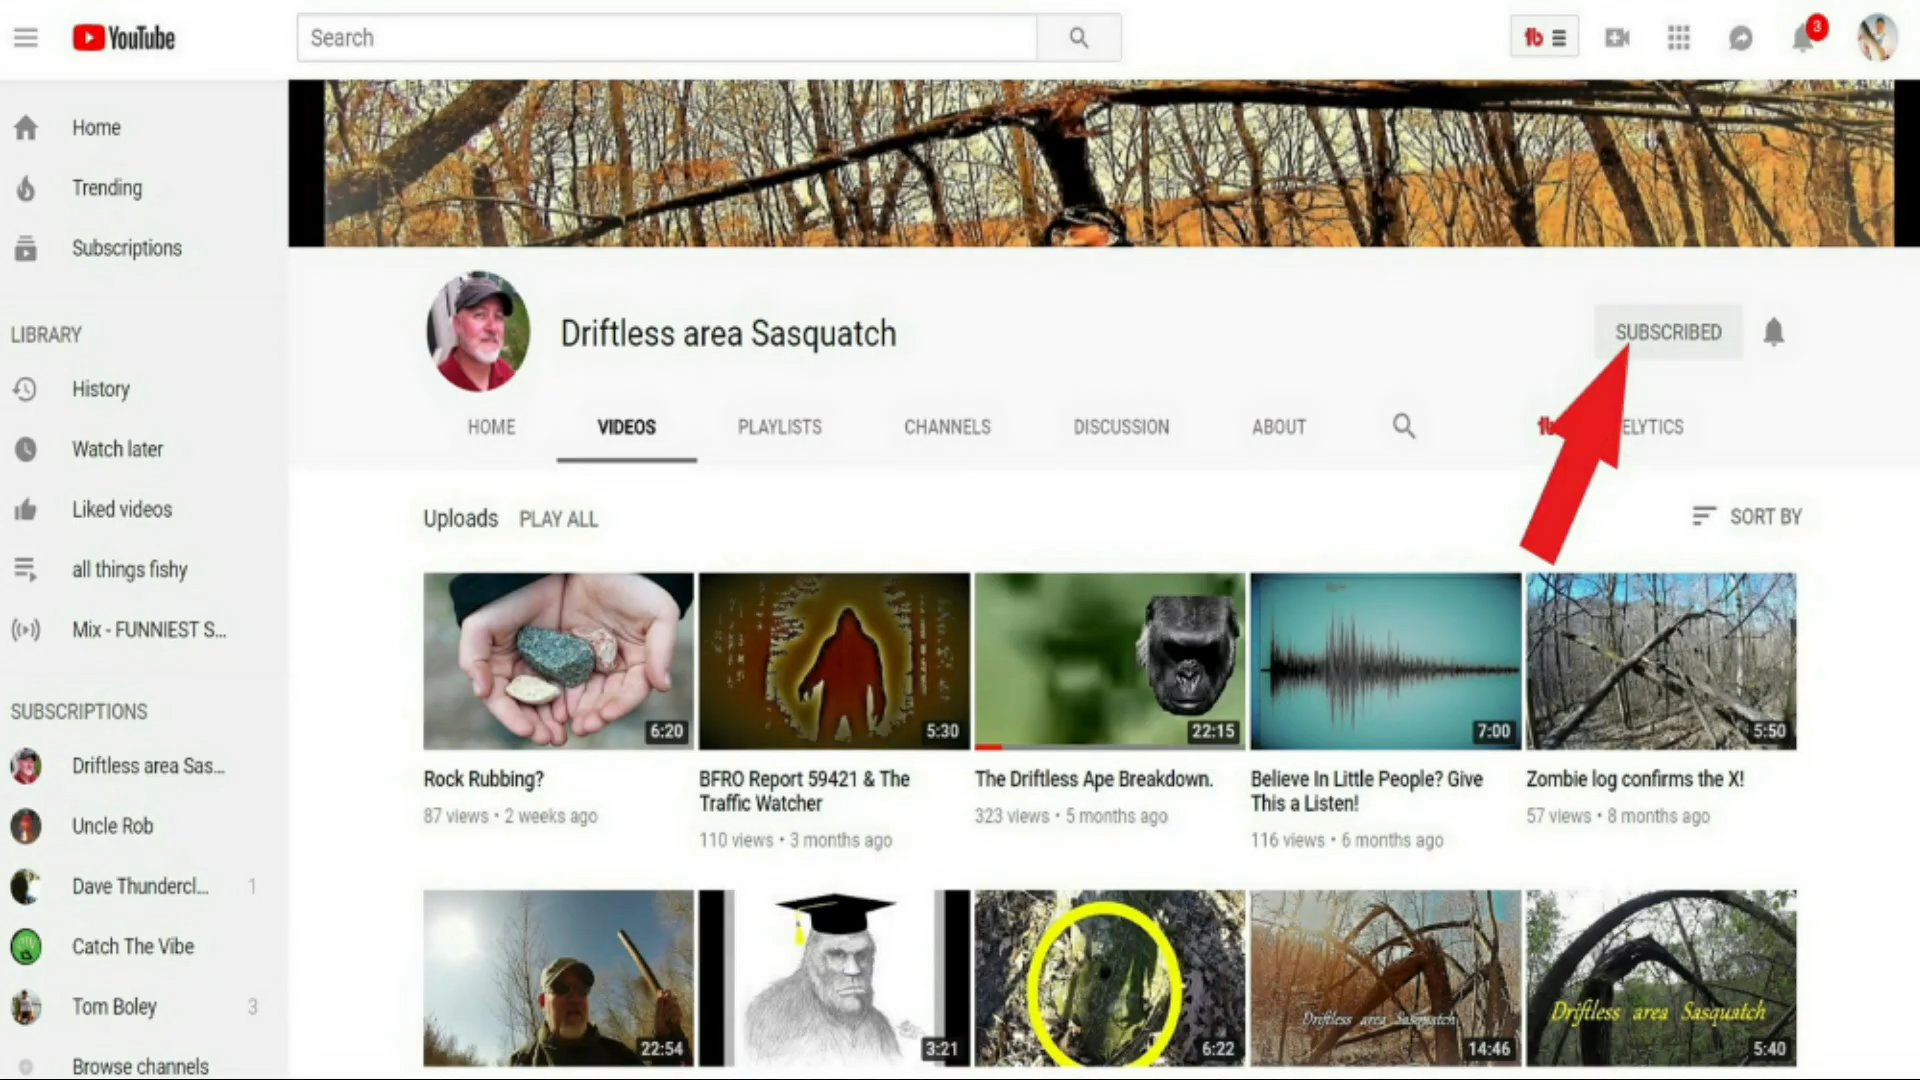 YouTube
Search
tb
3
Home
Trending
Subscriptions
LIBRARY
History
Watch later
Liked videos
all things fishy
Mix - FUNNIEST S...
SUBSCRIPTIONS
Driftless area Sas...
Uncle Rob
Dave Thundercl... 1
Catch The Vibe
Tom Boley 3
Browse channels
Driftless area Sasquatch
SUBSCRIBED
HOME VIDEOS PLAYLISTS CHANNELS DISCUSSION ABOUT ELYTICS
Uploads PLAY ALL
SORT BY
6:20
5:30
22:15
7:00
5:50
Rock Rubbing?
87 views • 2 weeks ago
BFRO Report 59421 & The
Traffic Watcher
110 views • 3 months ago
The Driftless Ape Breakdown.
323 views • 5 months ago
Believe In Little People? Give
This a Listen!
116 views • 6 months ago
Zombie log confirms the X!
57 views • 8 months ago
22:54
3:21
6:22
Driftless area Sasquatch
14:46
Driftless area Sasquatch
5:40